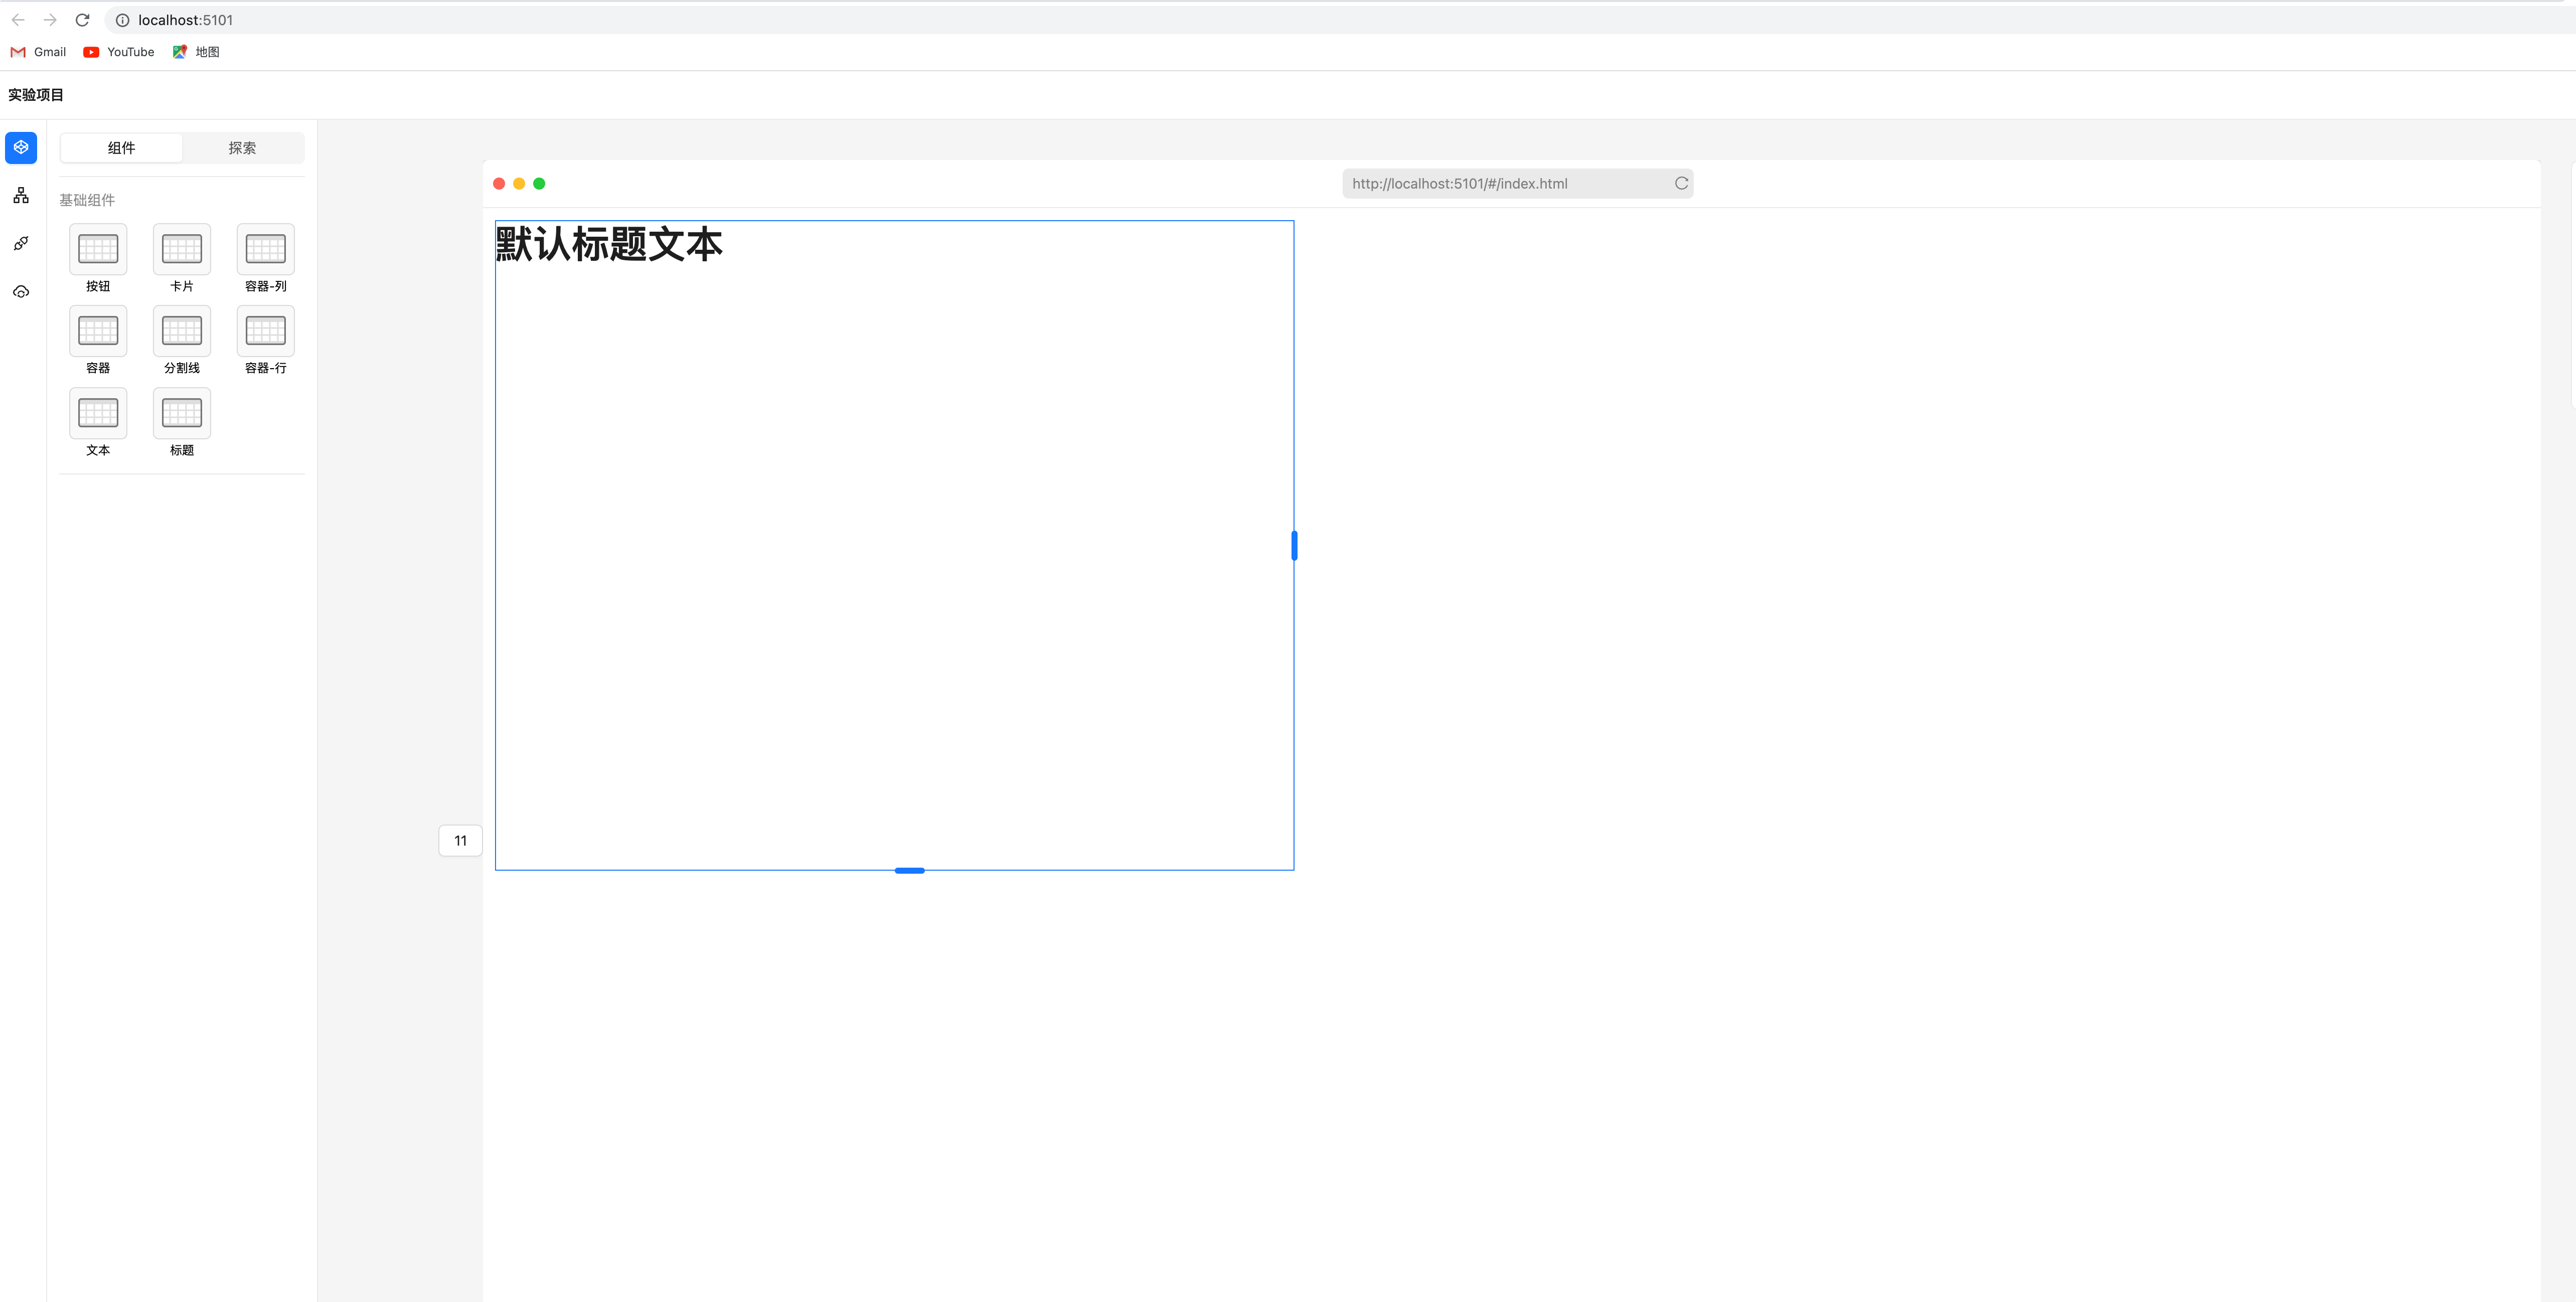 localhost:5101
Gmail YouTube 地图
实验项目
组件 探索
基础组件
按钮 卡片 容器-列
容器 分割线 容器-行
文本 标题
http://localhost:5101/#/index.html
默认标题文本
11